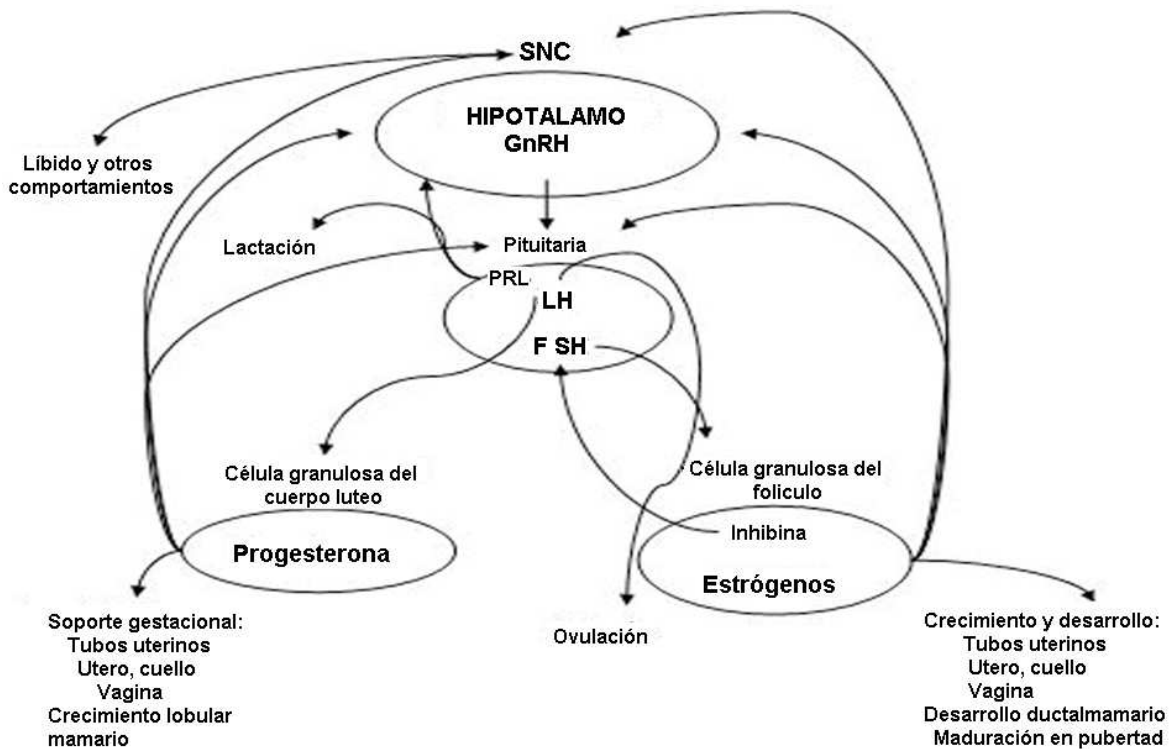 SNC
HIPOTALAMO
GnRH
Líbido y otros
comportamientos
Lactación
Pituitaria
PRL
LH
F SH
Célula granulosa del
cuerpo luteo
Progesterona
Célula granulosa del
foliculo
Inhibina
Estrógenos
Soporte gestacional:
Tubos uterinos
Utero, cuello
Vagina
Crecimiento lobular
mamario
Ovulación
Crecimiento y desarrollo:
Tubos uterinos
Utero, cuello
Vagina
Desarrollo ductalmamario
Maduración en pubertad